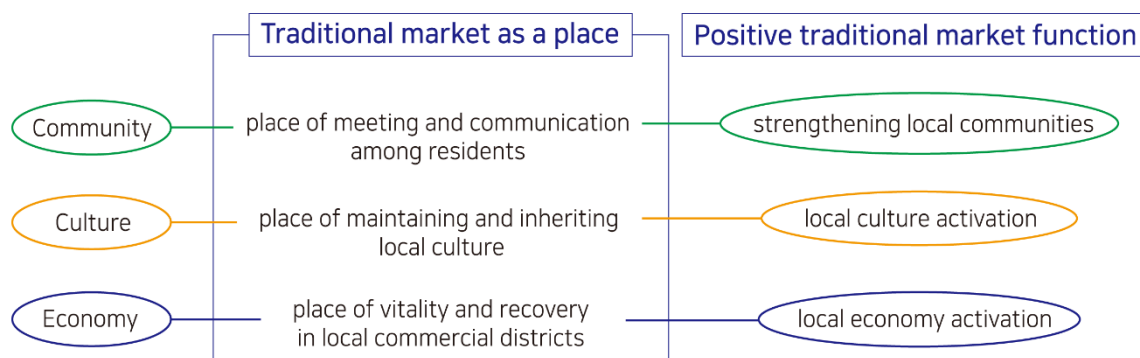 Traditional market as a place
Positive traditional market function
Community
place of meeting and communication
among residents
strengthening local communities
Culture
place of maintaining and inheriting
local culture
local culture activation
Economy
place of vitality and recovery
in local commercial districts
local economy activation